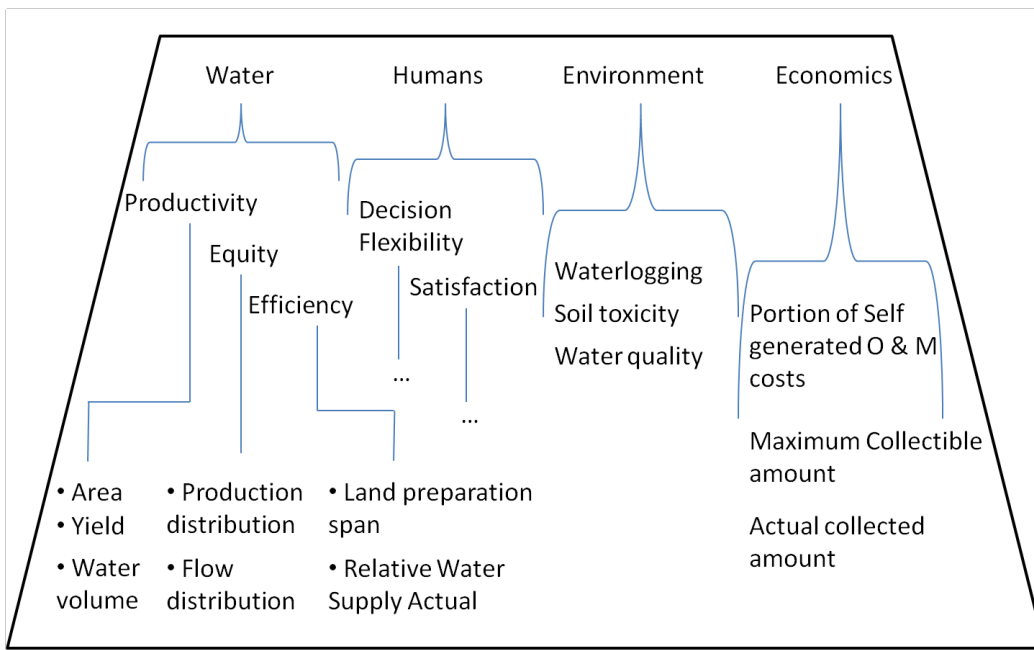 Water
Humans
Environment
Economics
Productivity
Equity
Efficiency
Decision
Flexibility
Satisfaction
...
...
Waterlogging
Soil toxicity
Water quality
Portion of Self
generated O & M
costs
Maximum Collectible
amount
Actual collected
amount
• Area
• Yield
• Water
volume
• Production
distribution
• Flow
distribution
• Land preparation
span
• Relative Water
Supply Actual